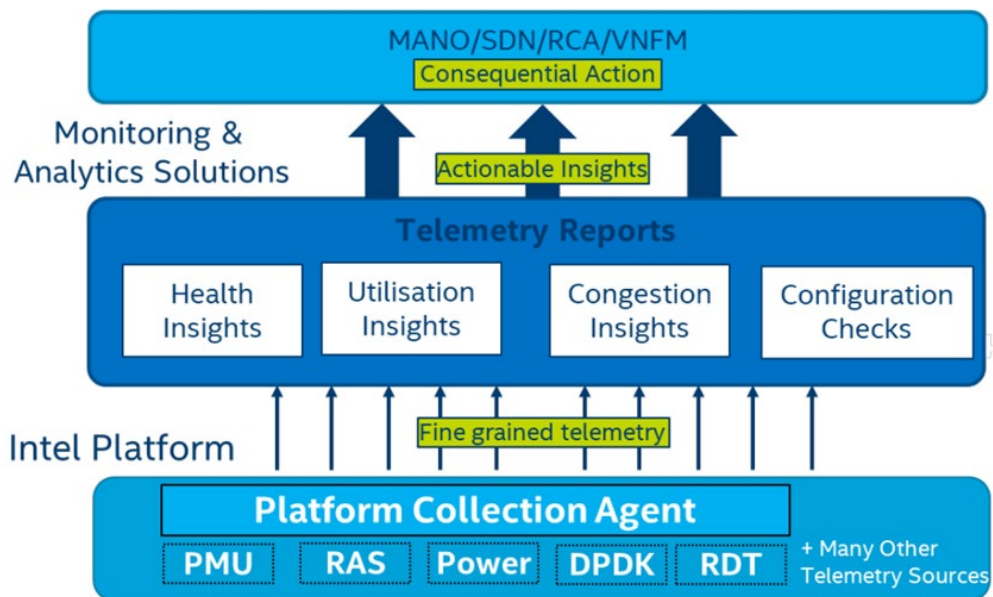 MANO/SDN/RCA/VNFM
Consequential Action
Monitoring &
Analytics Solutions
Actionable Insights
Telemetry Reports
Health
Insights
Utilisation
Insights
Congestion
Insights
Configuration
Checks
Fine grained telemetry
Intel Platform
Platform Collection Agent
PMU
RAS
Power
DPDK
RDT
+ Many Other
Telemetry Sources